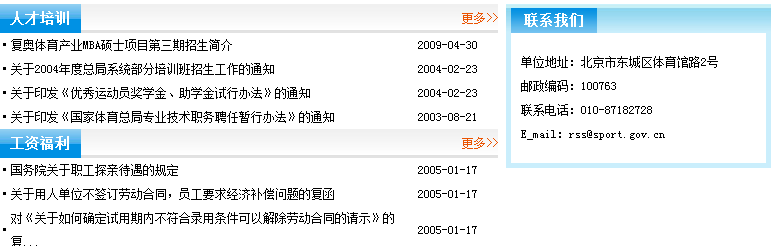 人才培训
更多>>
复奥体育产业MBA硕士项目第三期招生简介 2009-04-30
关于2004年度总局系统部分培训班招生工作的通知 2004-02-23
关于印发《优秀运动员奖学金、助学金试行办法》的通知 2004-02-23
关于印发《国家体育总局专业技术职务聘任暂行办法》的通知 2003-08-21
工资福利
更多>>
国务院关于职工探亲待遇的规定 2005-01-17
关于用人单位不签订劳动合同，员工要求经济补偿问题的复函 2005-01-17
对《关于如何确定试用期内不符合录用条件可以解除劳动合同的请示》的
复... 2005-01-17
联系我们
单位地址：北京市东城区体育馆路2号
邮政编码：100763
联系电话：010-87182728
E_mail：rss@sport.gov.cn